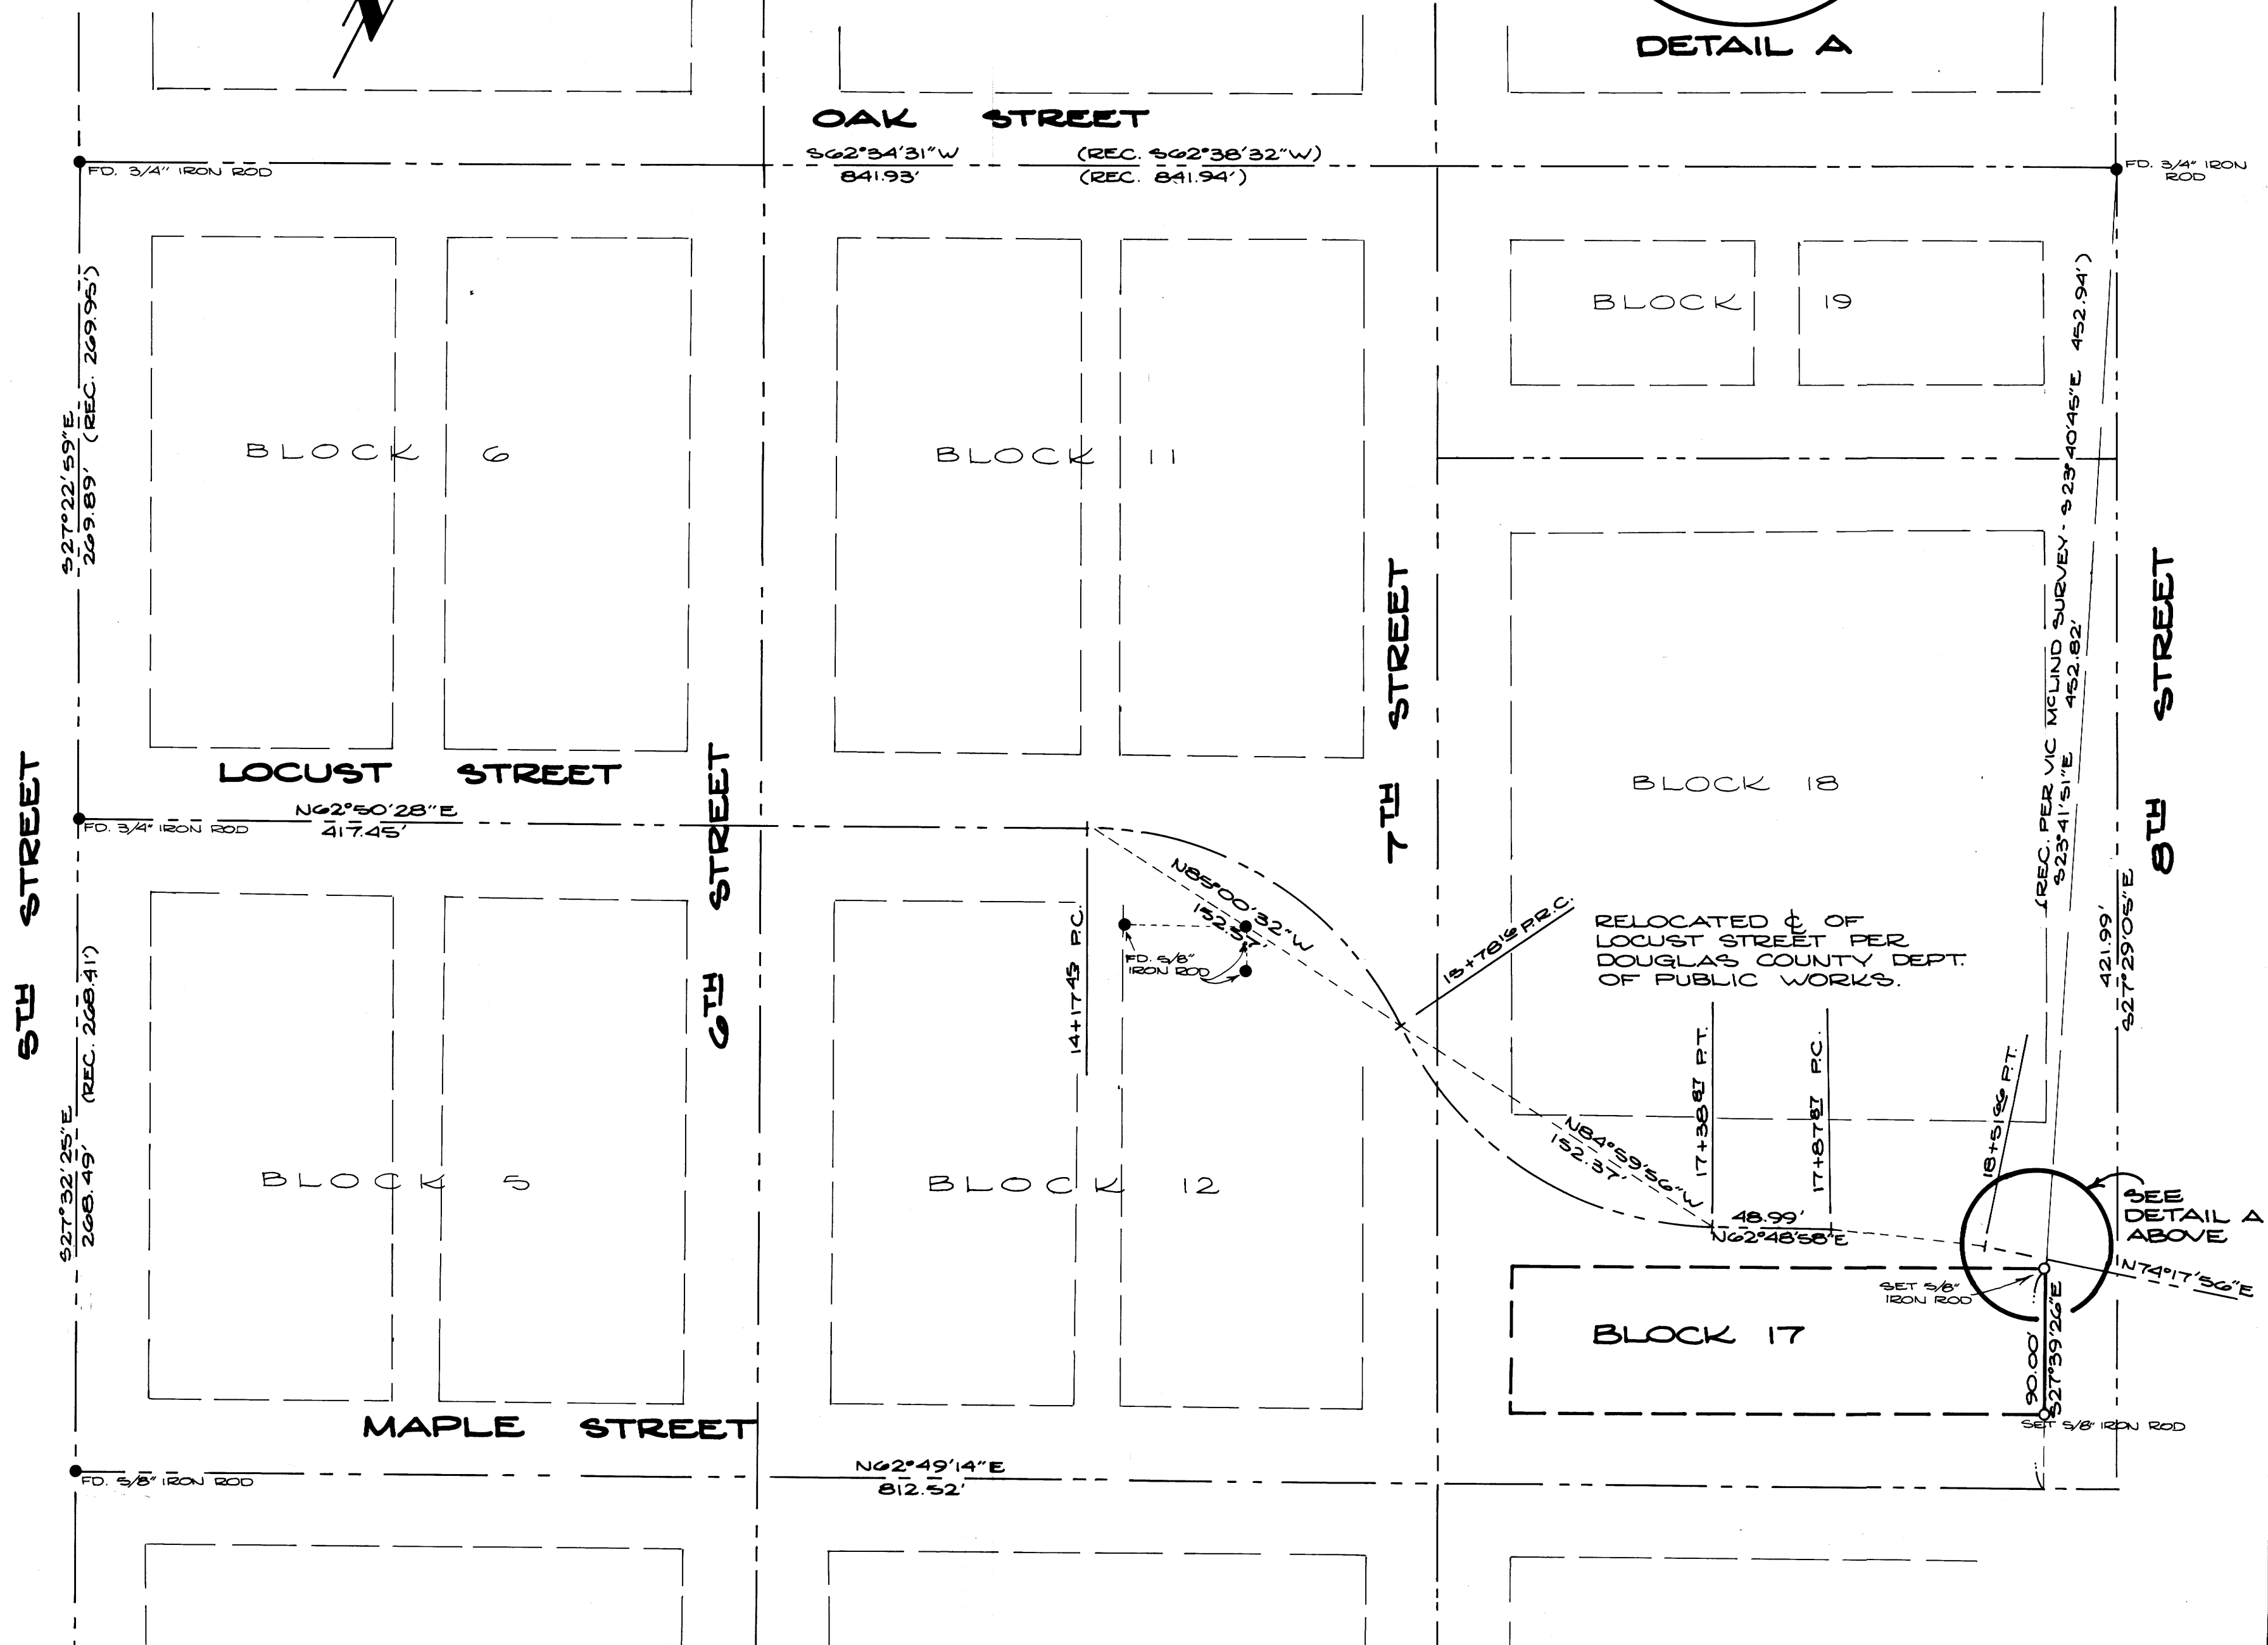 DETAIL A
OAK STREET
S62°34'31"W (REC. S62°38'32"W)
841.93' (REC. 841.94')
FD. 3/4" IRON ROD
FD. 3/4" IRON
ROD
S27°22'59"E
269.89' (REC. 269.95')
BLOCK 6
BLOCK 11
BLOCK 19
(REC. PER VIC MCLIND SURVEY - S23°40'45"E 452.94')
S23°41'51"E 452.82'
5TH STREET
6TH STREET
7TH STREET
8TH STREET
LOCUST STREET
N62°50'28"E
417.45'
FD. 3/4" IRON ROD
BLOCK 18
N85°00'32"W
152.57'
14+17.45 P.C.
FD. 5/8"
IRON ROD
15+78.16 P.R.C.
RELOCATED ℄ OF
LOCUST STREET PER
DOUGLAS COUNTY DEPT.
OF PUBLIC WORKS.
421.99'
S27°29'05"E
S27°32'25"E
268.49' (REC. 268.41')
BLOCK 5
BLOCK 12
N84°59'56"W
152.37'
17+38.87 P.T.
17+87.87 P.C.
18+51.66 P.T.
48.99'
N62°48'58"E
SEE
DETAIL A
ABOVE
N74°17'56"E
SET 5/8"
IRON ROD
BLOCK 17
90.00'
S27°39'26"E
SET 5/8" IRON ROD
MAPLE STREET
FD. 5/8" IRON ROD
N62°49'14"E
812.52'